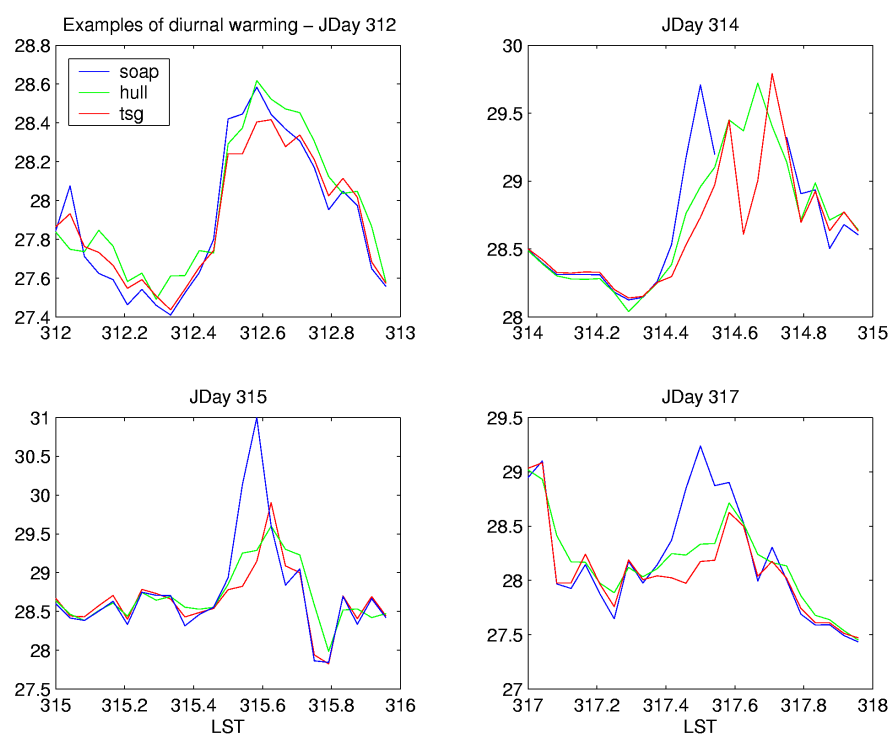 Examples of diurnal warming – JDay 312
28.8
28.6
28.4
28.2
28
27.8
27.6
27.4
soap
hull
tsg
312 312.2 312.4 312.6 312.8 313
JDay 314
30
29.5
29
28.5
28
314 314.2 314.4 314.6 314.8 315
JDay 315
31
30.5
30
29.5
29
28.5
28
27.5
315 315.2 315.4 315.6 315.8 316
LST
JDay 317
29.5
29
28.5
28
27.5
27
317 317.2 317.4 317.6 317.8 318
LST